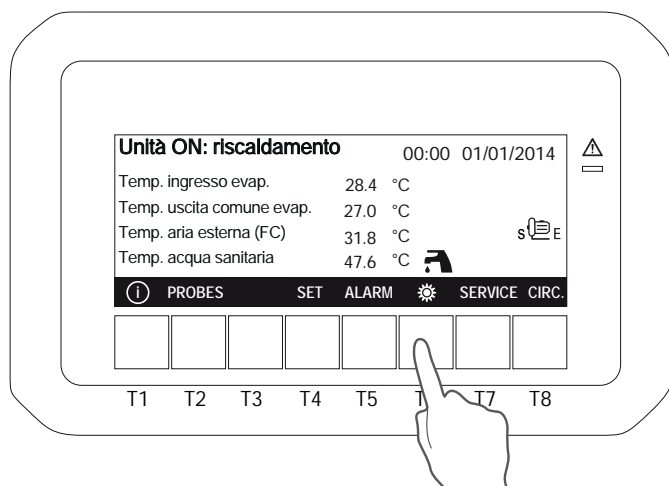 Unità ON: riscaldamento 00:00 01/01/2014
Temp. ingresso evap. 28.4 °C
Temp. uscita comune evap. 27.0 °C
Temp. aria esterna (FC) 31.8 °C
S E
Temp. acqua sanitaria 47.6 °C
i PROBES SET ALARM SERVICE CIRC.
T1 T2 T3 T4 T5 T T7 T8